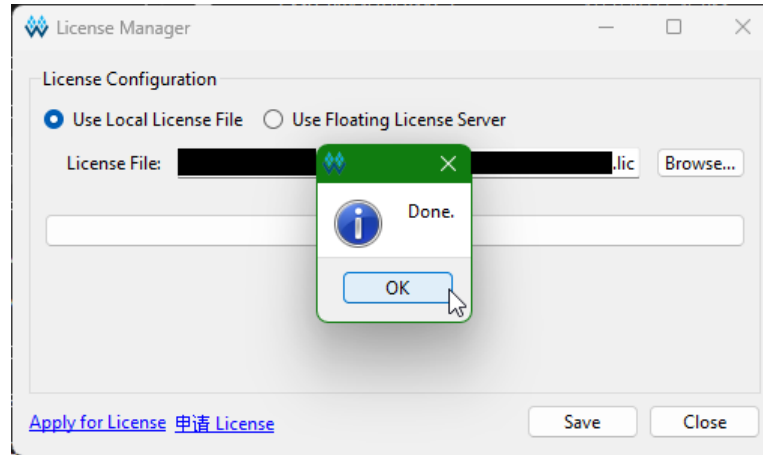 License Manager
License Configuration
Use Local License File Use Floating License Server
License File: .lic Browse...
Done.
OK
Apply for License 申请 License Save Close